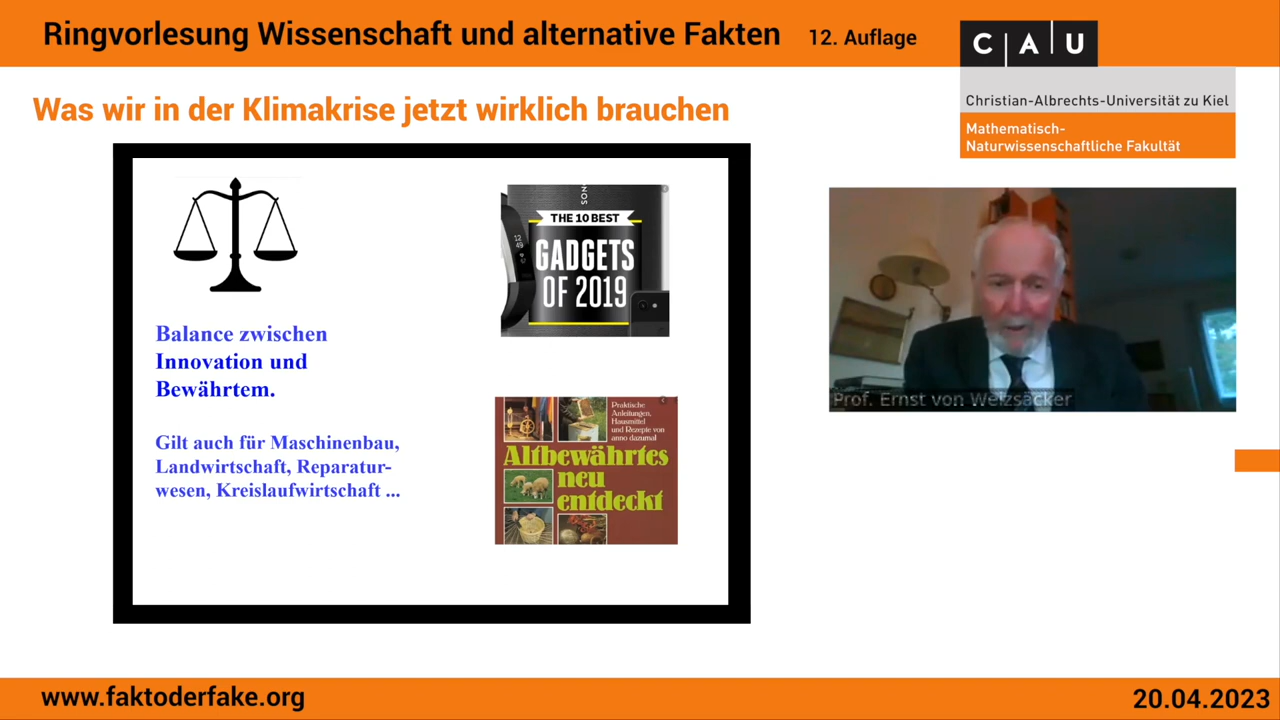 Ringvorlesung Wissenschaft und alternative Fakten 12. Auflage
C A U
Christian-Albrechts-Universität zu Kiel
Mathematisch-
Naturwissenschaftliche Fakultät
Was wir in der Klimakrise jetzt wirklich brauchen
Balance zwischen
Innovation und
Bewährtem.
Gilt auch für Maschinenbau,
Landwirtschaft, Reparatur-
wesen, Kreislaufwirtschaft ...
SON
THE 10 BEST
GADGETS
OF 2019
12
49
Praktische
Anleitungen,
Hausmittel
und Rezepte von
anno dazumal
Altbewährtes
neu
entdeckt
Prof. Ernst von Weizsäcker
www.faktoderfake.org
20.04.2023